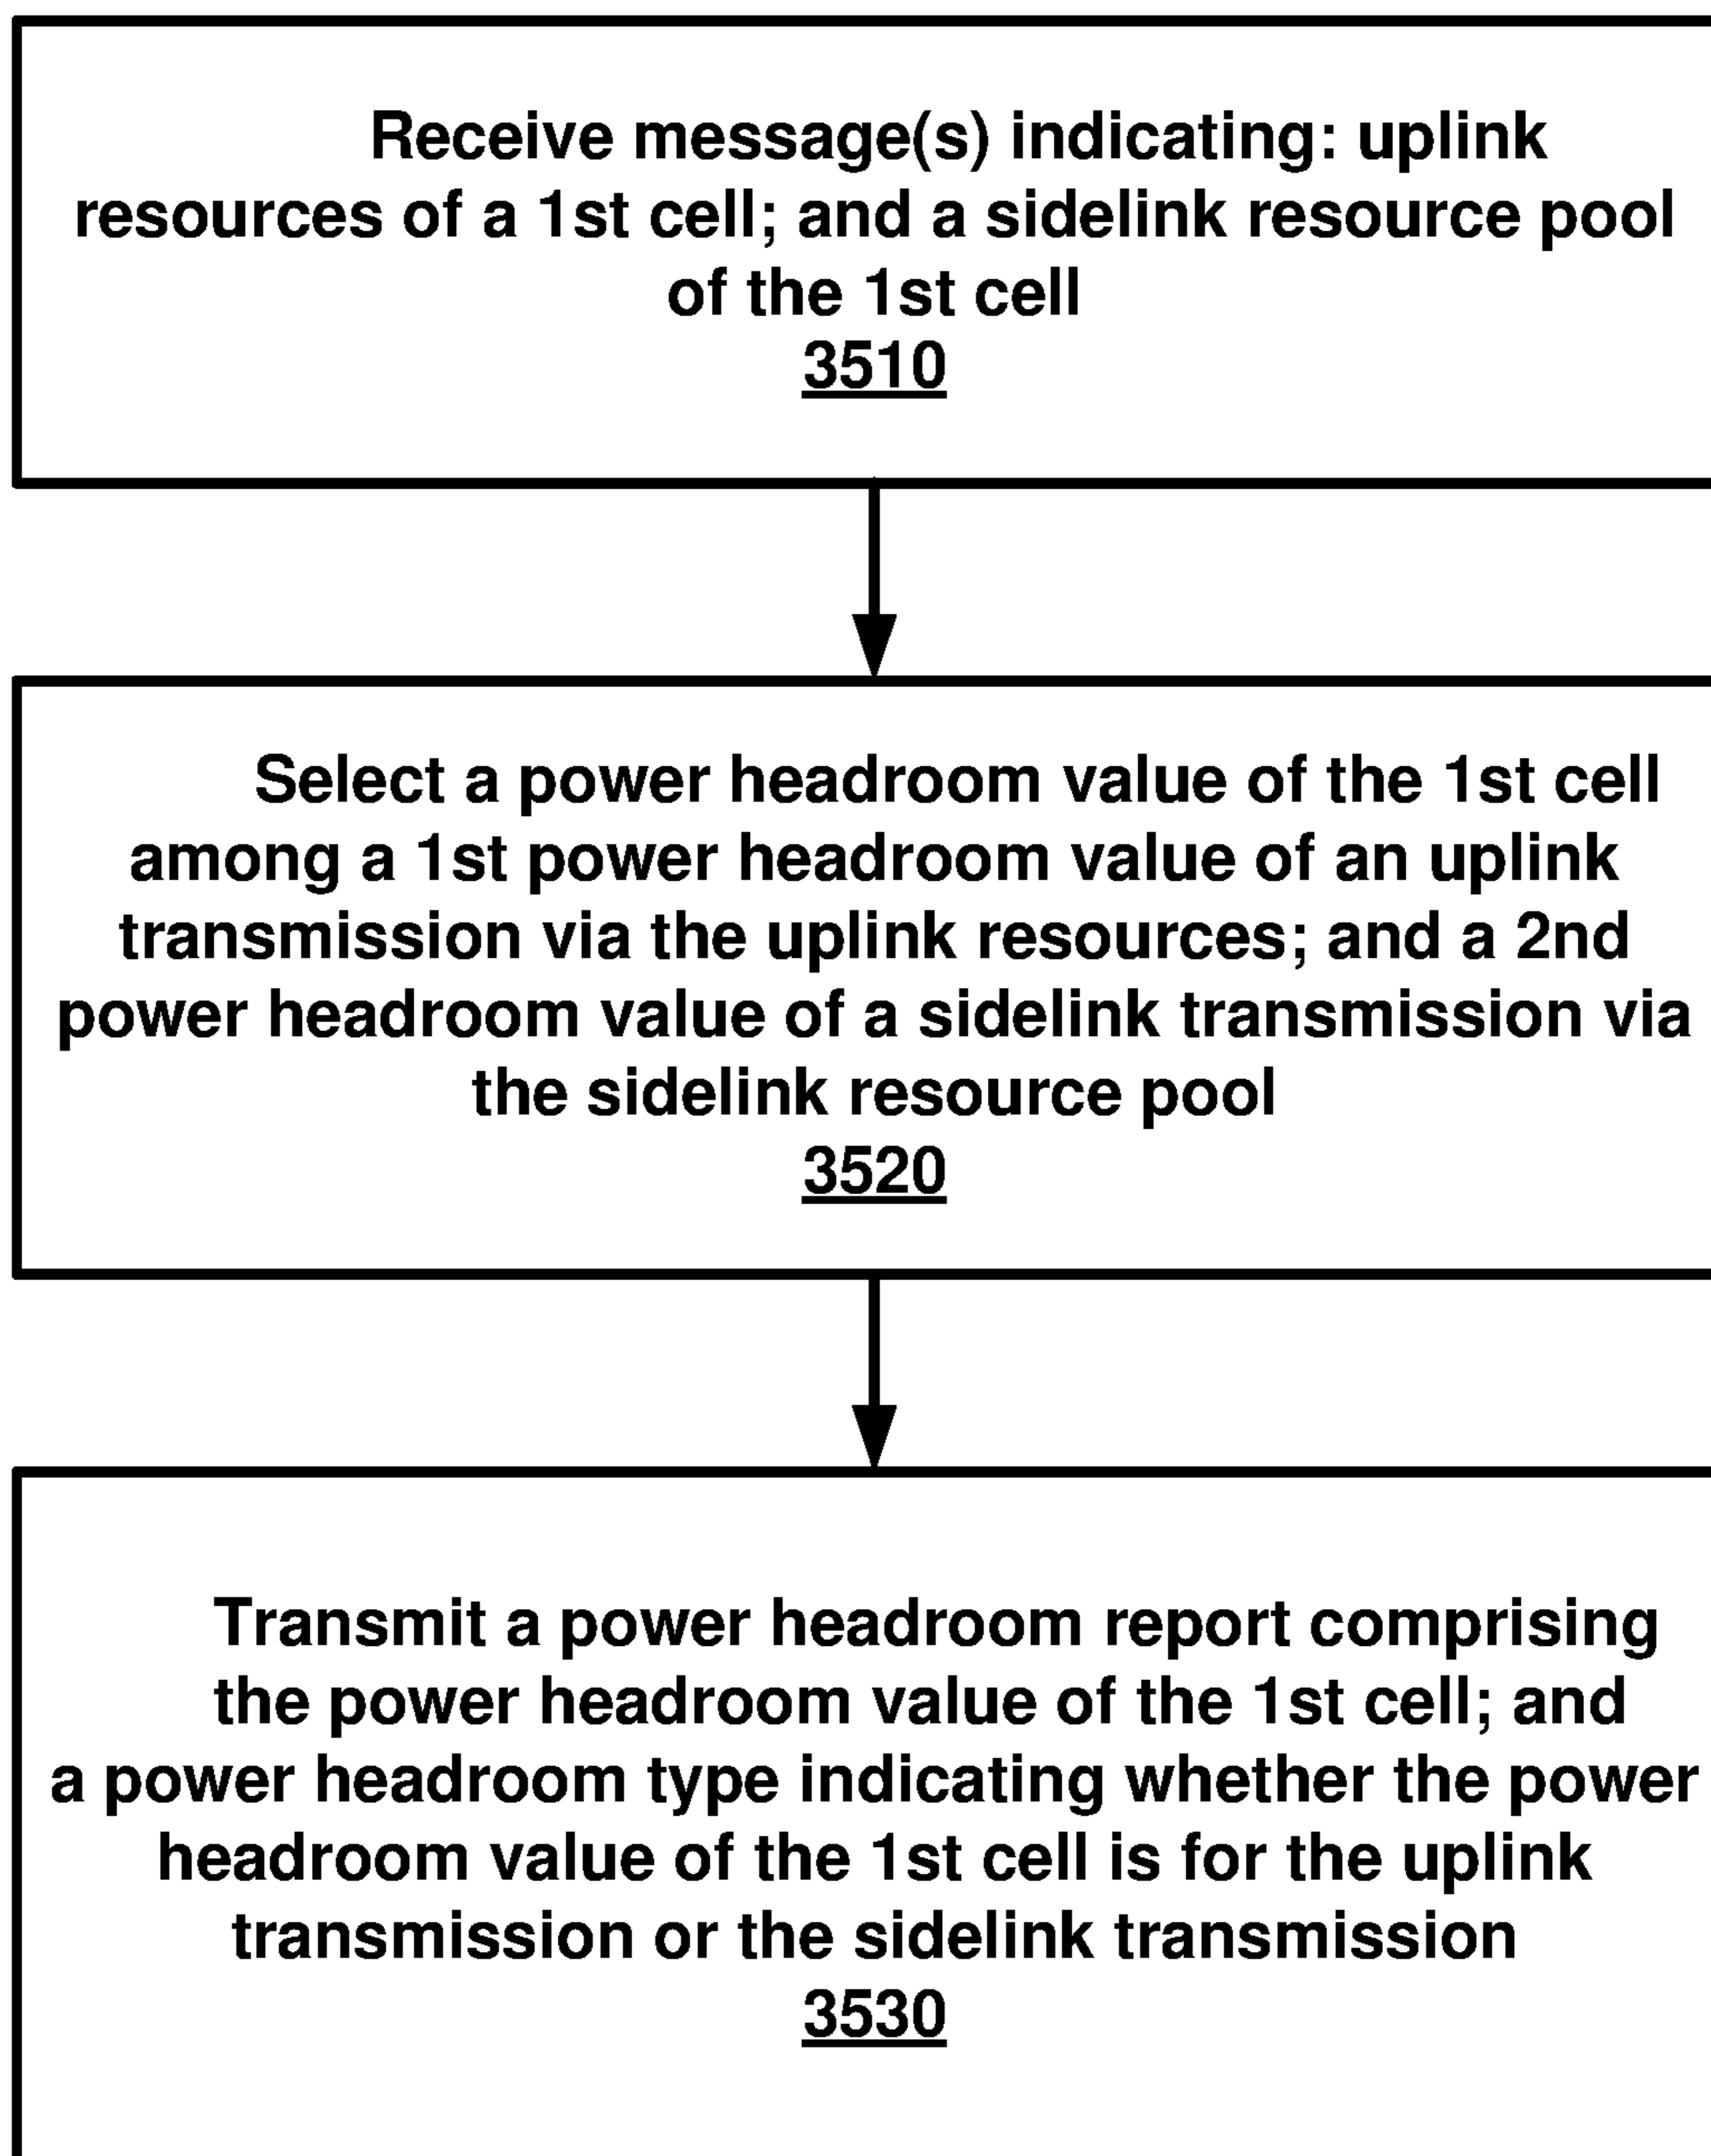 Receive message(s) indicating: uplink
resources of a 1st cell; and a sidelink resource pool
of the 1st cell
3510
Select a power headroom value of the 1st cell
among a 1st power headroom value of an uplink
transmission via the uplink resources; and a 2nd
power headroom value of a sidelink transmission via
the sidelink resource pool
3520
Transmit a power headroom report comprising
the power headroom value of the 1st cell; and
a power headroom type indicating whether the power
headroom value of the 1st cell is for the uplink
transmission or the sidelink transmission
3530